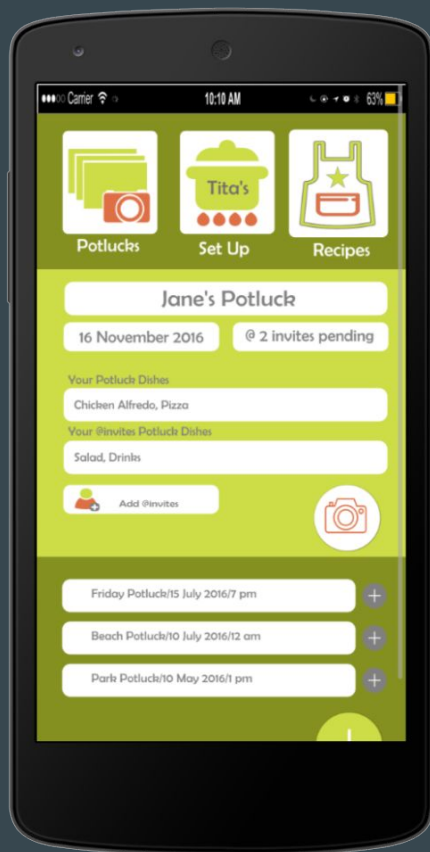 Carrier 10:10 AM 63%
Tita's
Potlucks Set Up Recipes
Jane's Potluck
16 November 2016 @ 2 invites pending
Your Potluck Dishes
Chicken Alfredo, Pizza
Your @invites Potluck Dishes
Salad, Drinks
Add @invites
Friday Potluck/15 July 2016/7 pm
Beach Potluck/10 July 2016/12 am
Park Potluck/10 May 2016/1 pm